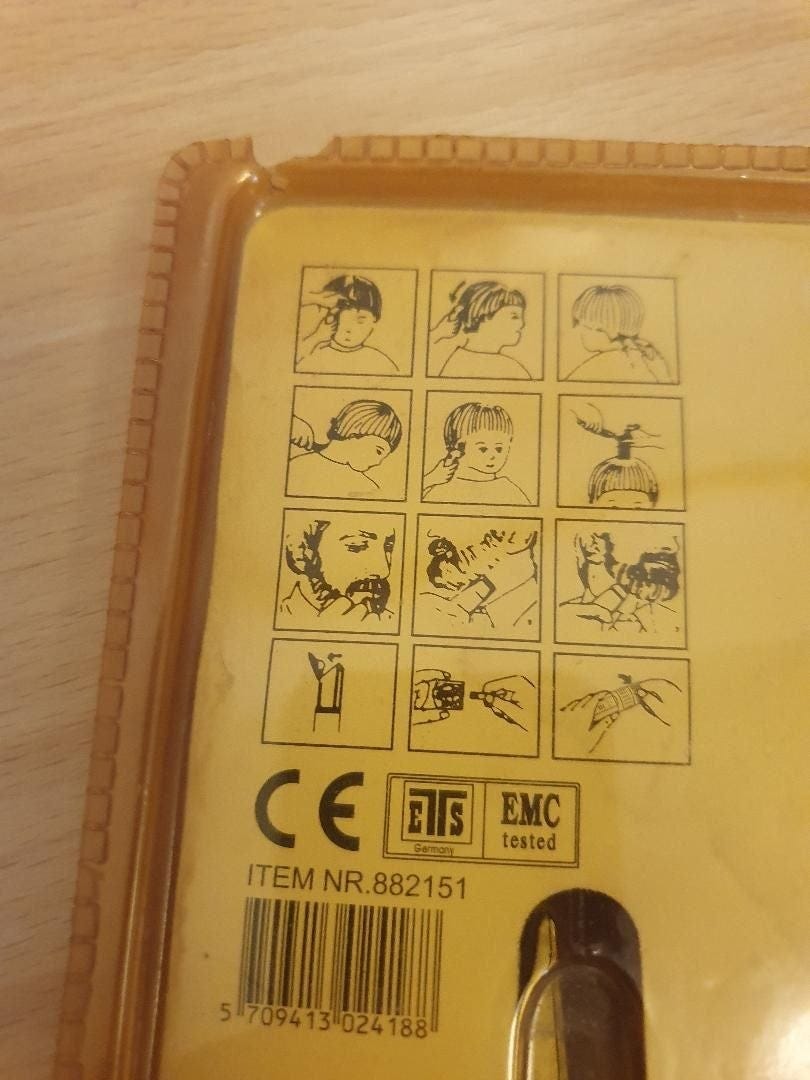 CE
ETS EMC
Germany tested
ITEM NR.882151
5 709413 024188